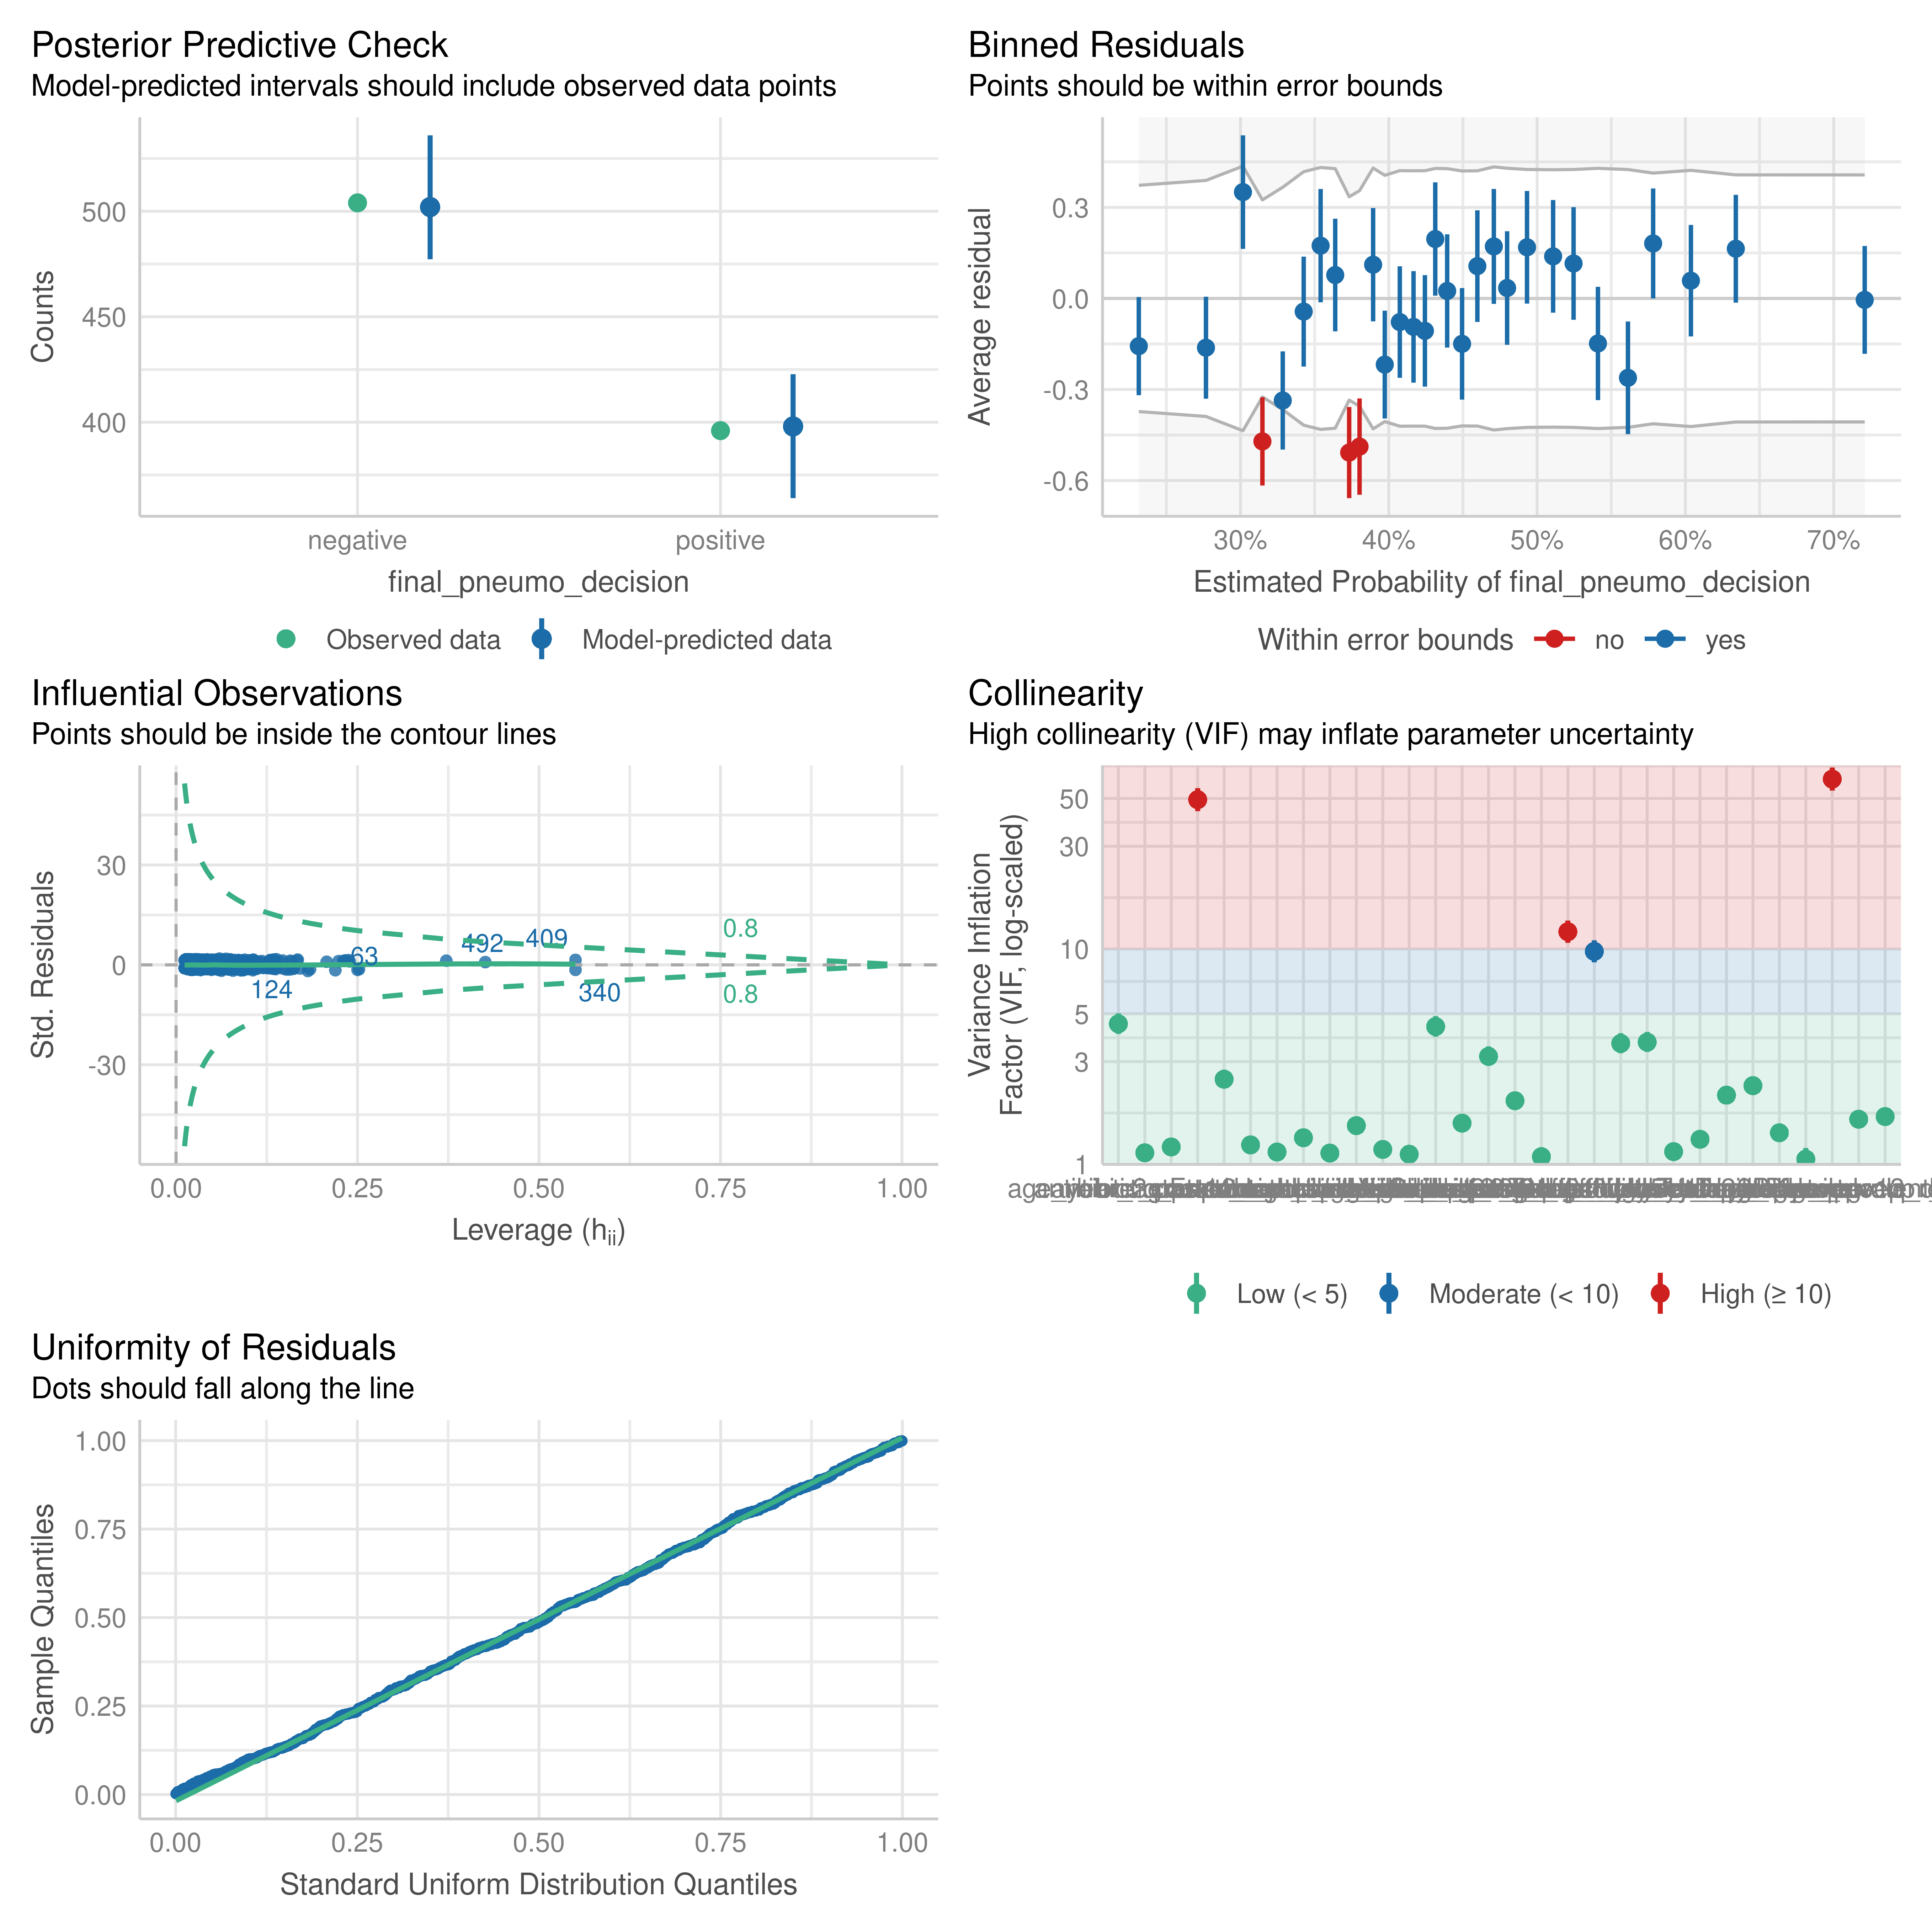 Posterior Predictive Check
Model-predicted intervals should include observed data points
Counts
500
450
400
negative
positive
final_pneumo_decision
Observed data
Model-predicted data
Binned Residuals
Points should be within error bounds
Average residual
0.3
0.0
-0.3
-0.6
30%
40%
50%
60%
70%
Estimated Probability of final_pneumo_decision
Within error bounds
no
yes
Influential Observations
Points should be inside the contour lines
Std. Residuals
30
0
-30
63
492
409
124
340
0.8
0.8
0.00
0.25
0.50
0.75
1.00
Leverage (hii)
Collinearity
High collinearity (VIF) may inflate parameter uncertainty
Variance Inflation
Factor (VIF, log-scaled)
50
30
10
5
3
1
Low (< 5)
Moderate (< 10)
High (≥ 10)
Uniformity of Residuals
Dots should fall along the line
Sample Quantiles
1.00
0.75
0.50
0.25
0.00
0.00
0.25
0.50
0.75
1.00
Standard Uniform Distribution Quantiles